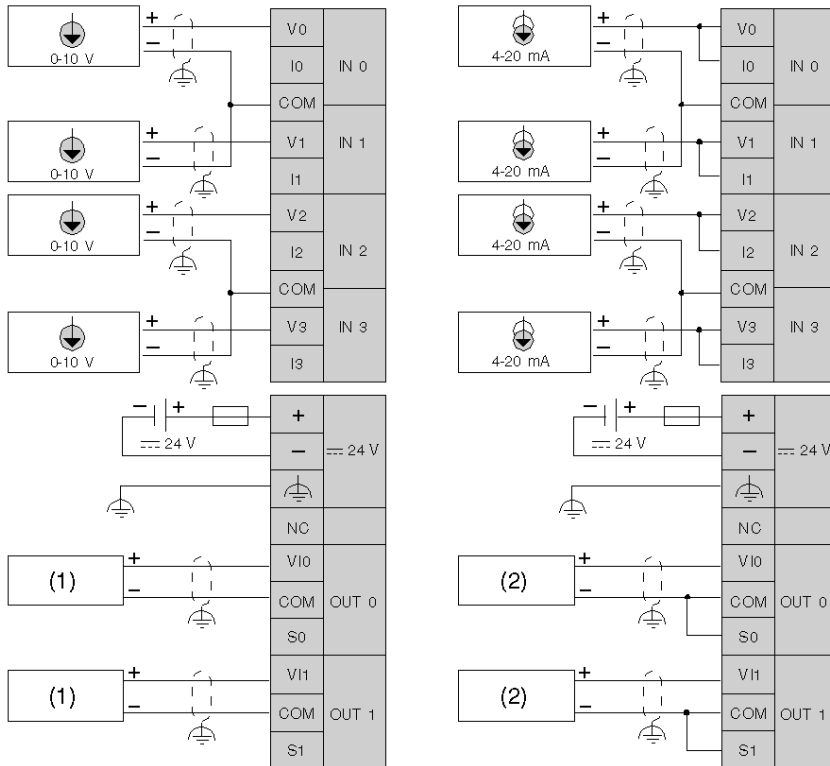 + V0
− 
0-10 V I0 IN 0
COM
+ V1 IN 1
−
0-10 V I1
+ V2
−
0-10 V I2 IN 2
COM
+ V3 IN 3
−
0-10 V I3
− + +
24 V − 24 V
NC
(1) + VI0
− COM OUT 0
S0
(1) + VI1
− COM OUT 1
S1
+ V0
−
4-20 mA I0 IN 0
COM
+ V1 IN 1
−
4-20 mA I1
+ V2
−
4-20 mA I2 IN 2
COM
+ V3 IN 3
−
4-20 mA I3
− + +
24 V − 24 V
NC
(2) + VI0
− COM OUT 0
S0
(2) + VI1
− COM OUT 1
S1